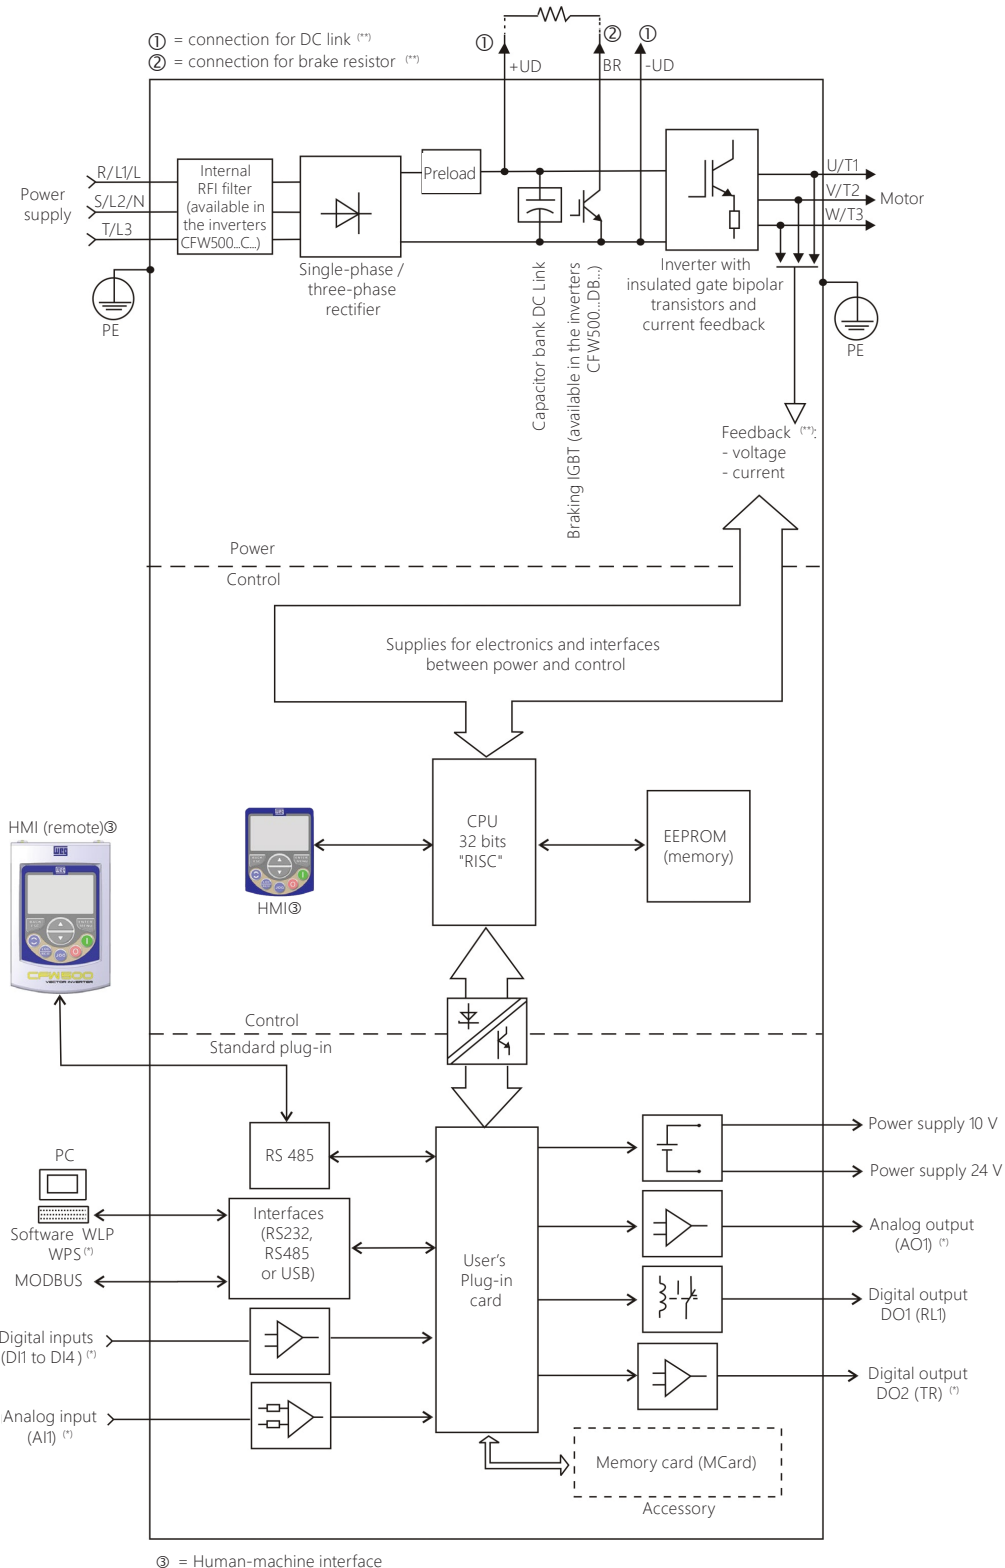 ① = connection for DC link (**)
② = connection for brake resistor (**)
①
②
①
+UD
BR
-UD
Power
supply
R/L1/L
S/L2/N
T/L3
PE
Internal
RFI filter
(available in
the inverters
CFW500...C...)
Single-phase /
three-phase
rectifier
Preload
Capacitor bank DC Link
Braking IGBT (available in the inverters
CFW500...DB...)
Inverter with
insulated gate bipolar
transistors and
current feedback
U/T1
V/T2
W/T3
Motor
PE
Feedback (**):
- voltage
- current
Power
Control
Supplies for electronics and interfaces
between power and control
CPU
32 bits
"RISC"
EEPROM
(memory)
HMI③
HMI (remote)③
WEG
CFW500
VECTOR INVERTER
Control
Standard plug-in
RS 485
PC
Software WLP
WPS(*)
MODBUS
Interfaces
(RS232,
RS485
or USB)
Digital inputs
(DI1 to DI4) (*)
Analog input
(AI1) (*)
User's
Plug-in
card
Power supply 10 V
Power supply 24 V
Analog output
(AO1) (*)
Digital output
DO1 (RL1)
Digital output
DO2 (TR) (*)
Memory card (MCard)
Accessory
③ = Human-machine interface